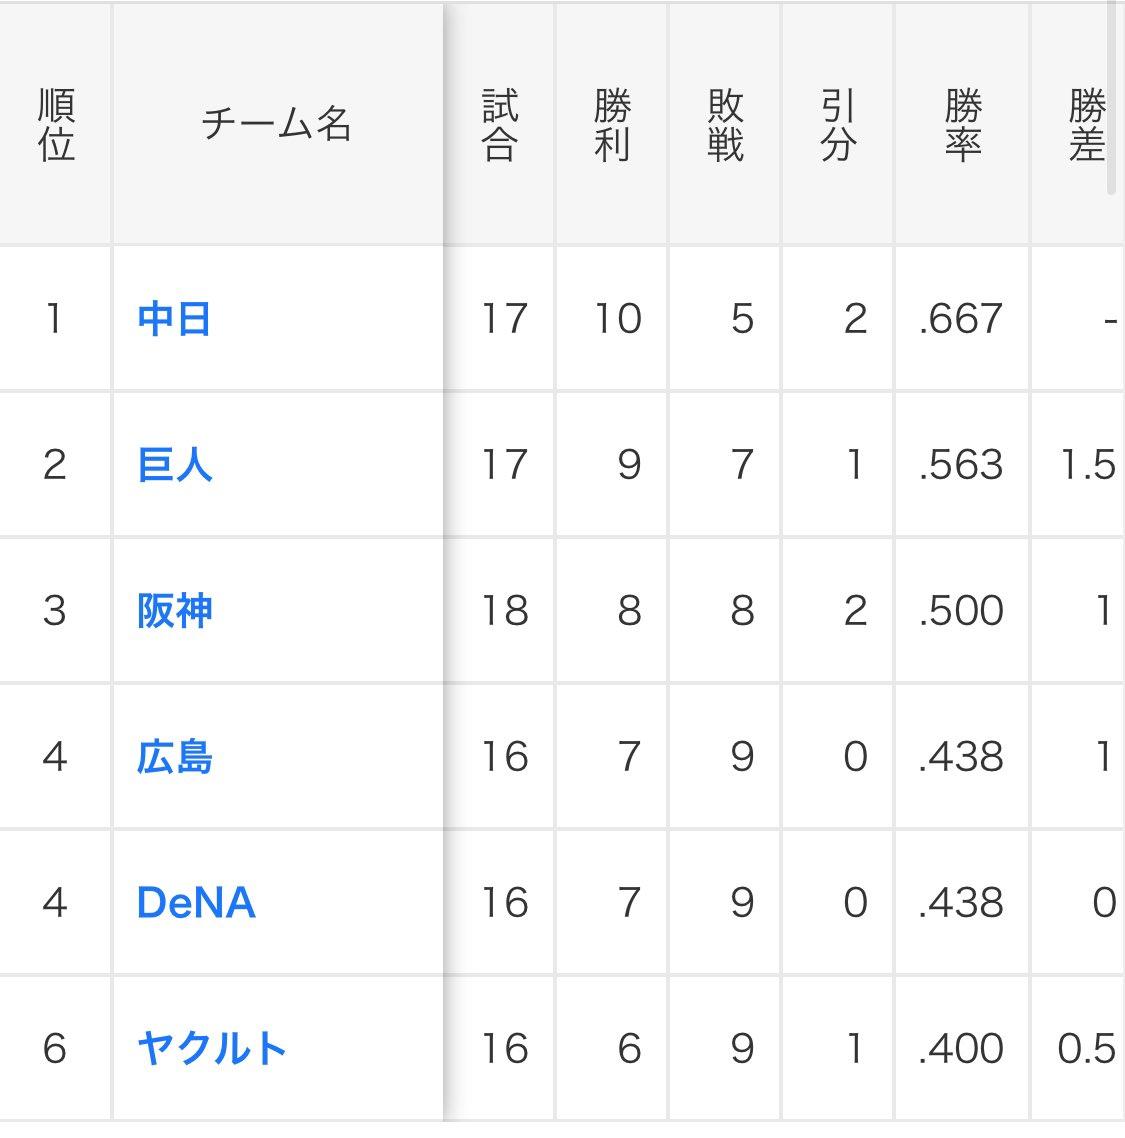 順位 チーム名 試合 勝利 敗戦 引分 勝率 勝差
1 中日 17 10 5 2 .667 -
2 巨人 17 9 7 1 .563 1.5
3 阪神 18 8 8 2 .500 1
4 広島 16 7 9 0 .438 1
4 DeNA 16 7 9 0 .438 0
6 ヤクルト 16 6 9 1 .400 0.5